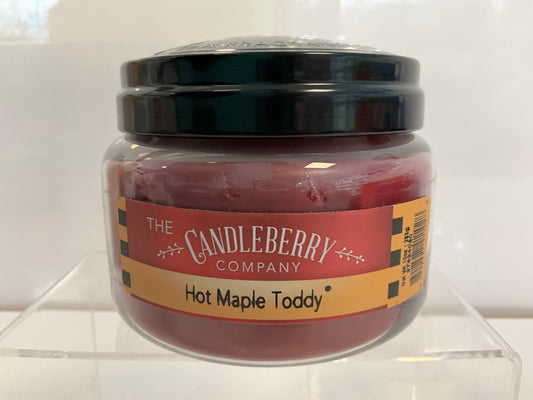 THE
CANDLEBERRY
COMPANY
Hot Maple Toddy®